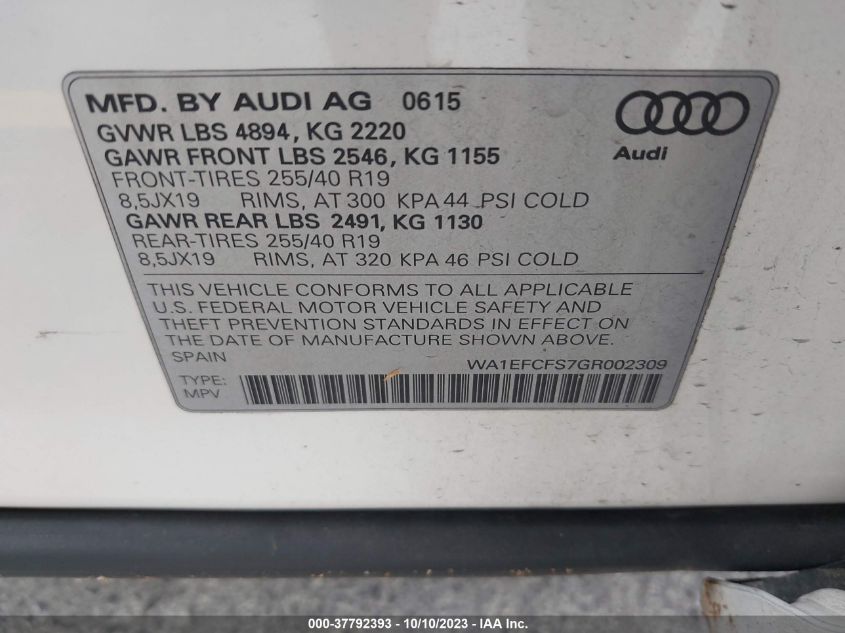 MFD. BY AUDI AG 0615
GVWR LBS 4894, KG 2220
GAWR FRONT LBS 2546, KG 1155
FRONT-TIRES 255/40 R19
8,5JX19 RIMS, AT 300 KPA 44 PSI COLD
GAWR REAR LBS 2491, KG 1130
REAR-TIRES 255/40 R19
8,5JX19 RIMS, AT 320 KPA 46 PSI COLD
Audi
THIS VEHICLE CONFORMS TO ALL APPLICABLE
U.S. FEDERAL MOTOR VEHICLE SAFETY AND
THEFT PREVENTION STANDARDS IN EFFECT ON
THE DATE OF MANUFACTURE SHOWN ABOVE.
SPAIN WA1EFCFS7GR002309
TYPE:
MPV
000-37792393 - 10/10/2023 - IAAI Inc.